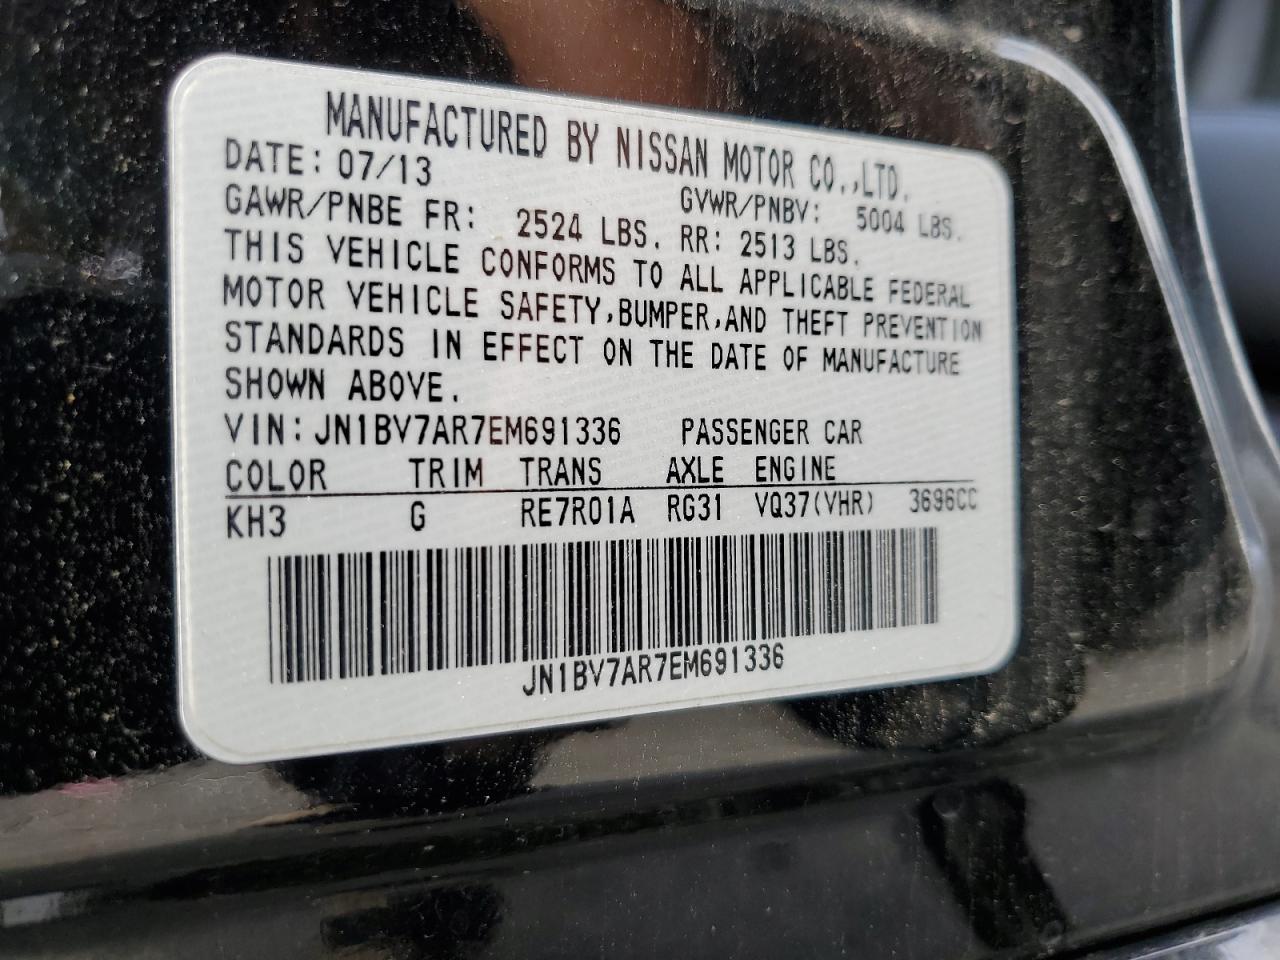 MANUFACTURED BY NISSAN MOTOR CO.,LTD.
DATE: 07/13 GVWR/PNBV: 5004 LBS.
GAWR/PNBE FR: 2524 LBS. RR: 2513 LBS.
THIS VEHICLE CONFORMS TO ALL APPLICABLE FEDERAL
MOTOR VEHICLE SAFETY,BUMPER,AND THEFT PREVENTION
STANDARDS IN EFFECT ON THE DATE OF MANUFACTURE
SHOWN ABOVE.
VIN: JN1BV7AR7EM691336 PASSENGER CAR
COLOR TRIM TRANS AXLE ENGINE
KH3 G RE7R01A RG31 VQ37(VHR) 3696CC
JN1BV7AR7EM691336